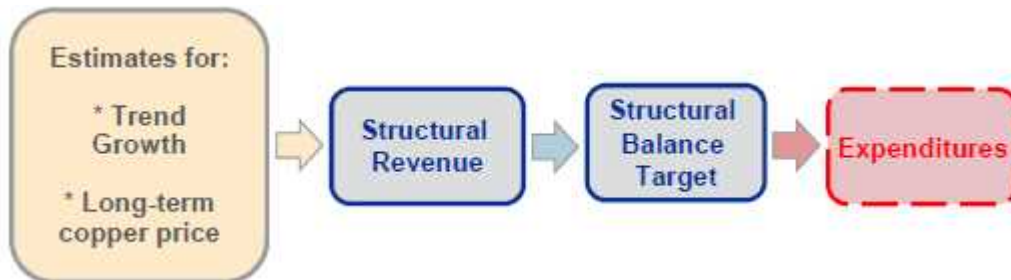 Estimates for:
* Trend
Growth
* Long-term
copper price
Structural
Revenue
Structural
Balance
Target
Expenditures